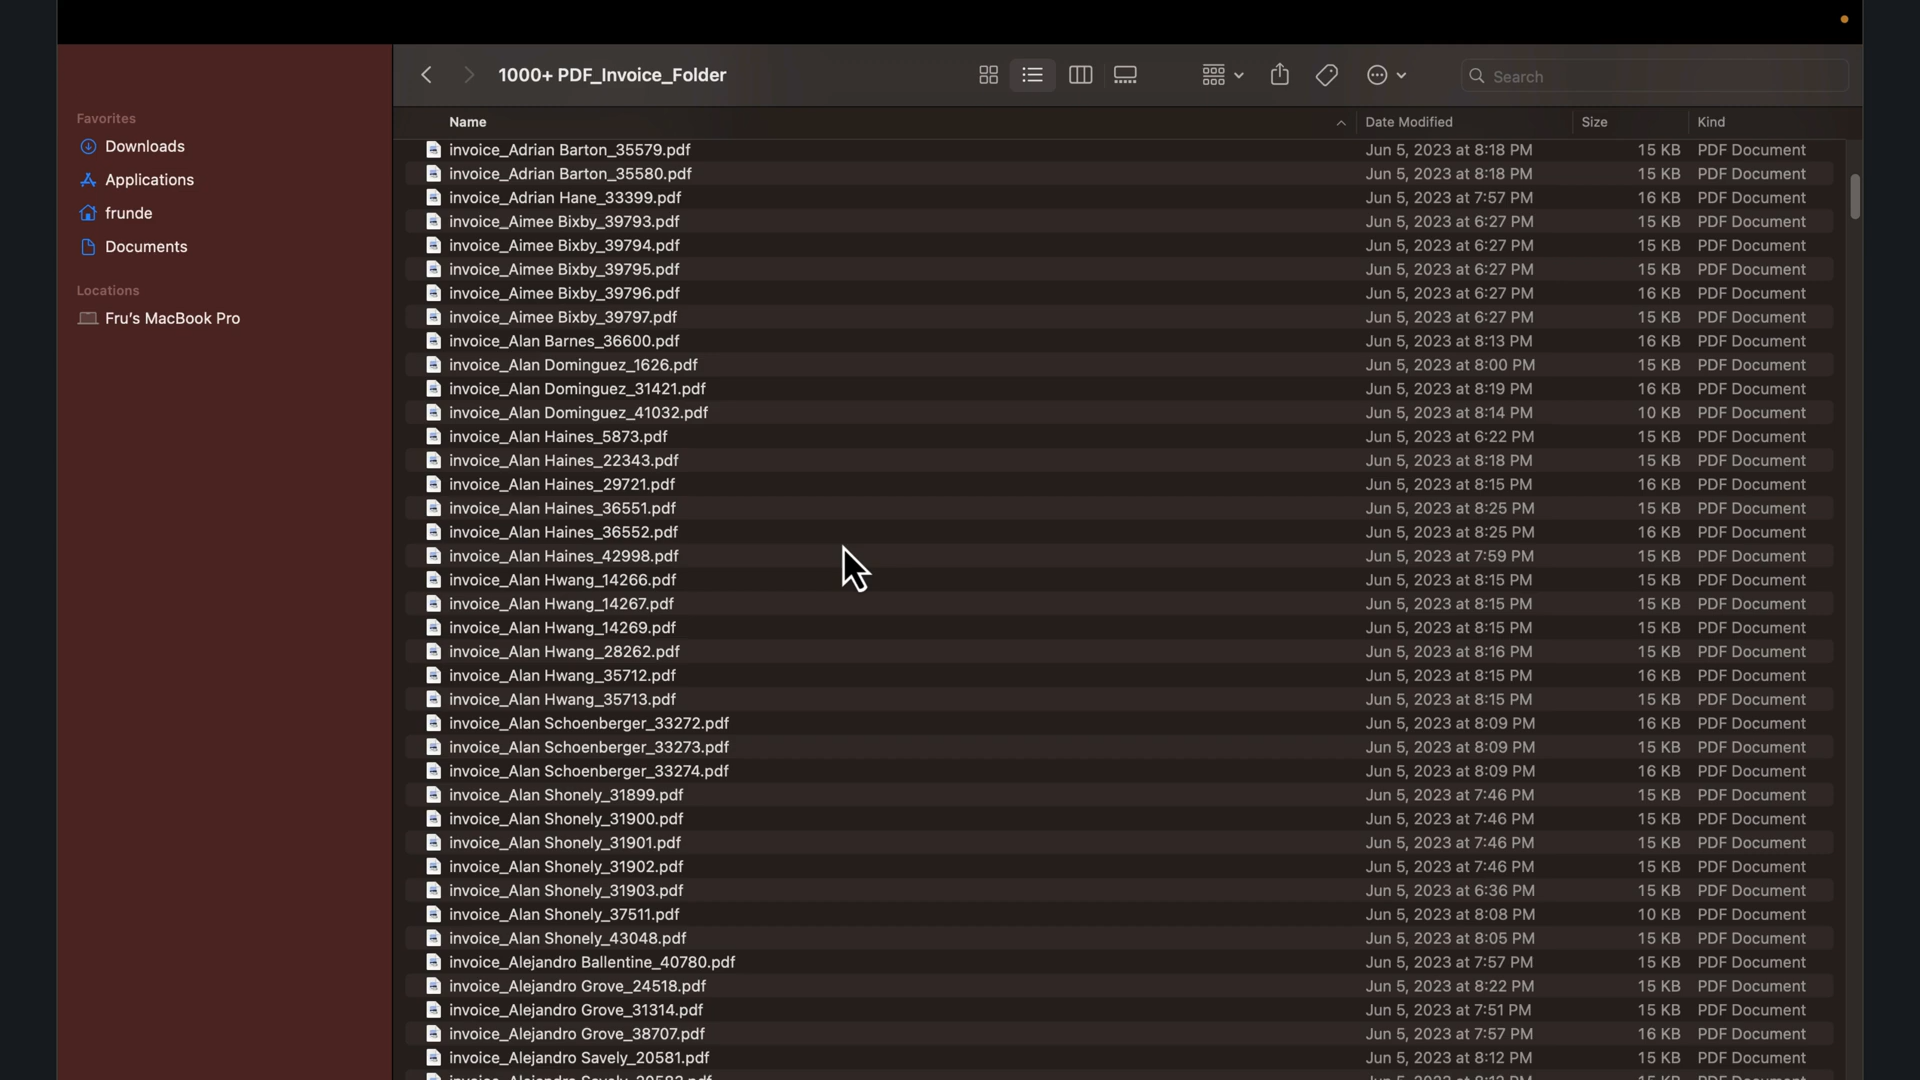 1000+ PDF_Invoice_Folder
Search
Favorites
Downloads
Applications
frunde
Documents
Locations
Fru's MacBook Pro
Name Date Modified Size Kind
invoice_Adrian Barton_35579.pdf Jun 5, 2023 at 8:18 PM 15 KB PDF Document
invoice_Adrian Barton_35580.pdf Jun 5, 2023 at 8:18 PM 15 KB PDF Document
invoice_Adrian Hane_33399.pdf Jun 5, 2023 at 7:57 PM 16 KB PDF Document
invoice_Aimee Bixby_39793.pdf Jun 5, 2023 at 6:27 PM 15 KB PDF Document
invoice_Aimee Bixby_39794.pdf Jun 5, 2023 at 6:27 PM 15 KB PDF Document
invoice_Aimee Bixby_39795.pdf Jun 5, 2023 at 6:27 PM 15 KB PDF Document
invoice_Aimee Bixby_39796.pdf Jun 5, 2023 at 6:27 PM 16 KB PDF Document
invoice_Aimee Bixby_39797.pdf Jun 5, 2023 at 6:27 PM 15 KB PDF Document
invoice_Alan Barnes_36600.pdf Jun 5, 2023 at 8:13 PM 16 KB PDF Document
invoice_Alan Dominguez_1626.pdf Jun 5, 2023 at 8:00 PM 15 KB PDF Document
invoice_Alan Dominguez_31421.pdf Jun 5, 2023 at 8:19 PM 16 KB PDF Document
invoice_Alan Dominguez_41032.pdf Jun 5, 2023 at 8:14 PM 10 KB PDF Document
invoice_Alan Haines_5873.pdf Jun 5, 2023 at 6:22 PM 15 KB PDF Document
invoice_Alan Haines_22343.pdf Jun 5, 2023 at 8:18 PM 15 KB PDF Document
invoice_Alan Haines_29721.pdf Jun 5, 2023 at 8:15 PM 16 KB PDF Document
invoice_Alan Haines_36551.pdf Jun 5, 2023 at 8:25 PM 15 KB PDF Document
invoice_Alan Haines_36552.pdf Jun 5, 2023 at 8:25 PM 16 KB PDF Document
invoice_Alan Haines_42998.pdf Jun 5, 2023 at 7:59 PM 15 KB PDF Document
invoice_Alan Hwang_14266.pdf Jun 5, 2023 at 8:15 PM 15 KB PDF Document
invoice_Alan Hwang_14267.pdf Jun 5, 2023 at 8:15 PM 15 KB PDF Document
invoice_Alan Hwang_14269.pdf Jun 5, 2023 at 8:15 PM 15 KB PDF Document
invoice_Alan Hwang_28262.pdf Jun 5, 2023 at 8:16 PM 15 KB PDF Document
invoice_Alan Hwang_35712.pdf Jun 5, 2023 at 8:15 PM 16 KB PDF Document
invoice_Alan Hwang_35713.pdf Jun 5, 2023 at 8:15 PM 15 KB PDF Document
invoice_Alan Schoenberger_33272.pdf Jun 5, 2023 at 8:09 PM 16 KB PDF Document
invoice_Alan Schoenberger_33273.pdf Jun 5, 2023 at 8:09 PM 15 KB PDF Document
invoice_Alan Schoenberger_33274.pdf Jun 5, 2023 at 8:09 PM 16 KB PDF Document
invoice_Alan Shonely_31899.pdf Jun 5, 2023 at 7:46 PM 15 KB PDF Document
invoice_Alan Shonely_31900.pdf Jun 5, 2023 at 7:46 PM 15 KB PDF Document
invoice_Alan Shonely_31901.pdf Jun 5, 2023 at 7:46 PM 15 KB PDF Document
invoice_Alan Shonely_31902.pdf Jun 5, 2023 at 7:46 PM 15 KB PDF Document
invoice_Alan Shonely_31903.pdf Jun 5, 2023 at 6:36 PM 15 KB PDF Document
invoice_Alan Shonely_37511.pdf Jun 5, 2023 at 8:08 PM 10 KB PDF Document
invoice_Alan Shonely_43048.pdf Jun 5, 2023 at 8:05 PM 15 KB PDF Document
invoice_Alejandro Ballentine_40780.pdf Jun 5, 2023 at 7:57 PM 15 KB PDF Document
invoice_Alejandro Grove_24518.pdf Jun 5, 2023 at 8:22 PM 15 KB PDF Document
invoice_Alejandro Grove_31314.pdf Jun 5, 2023 at 7:51 PM 15 KB PDF Document
invoice_Alejandro Grove_38707.pdf Jun 5, 2023 at 7:57 PM 16 KB PDF Document
invoice_Alejandro Savely_20581.pdf Jun 5, 2023 at 8:12 PM 15 KB PDF Document